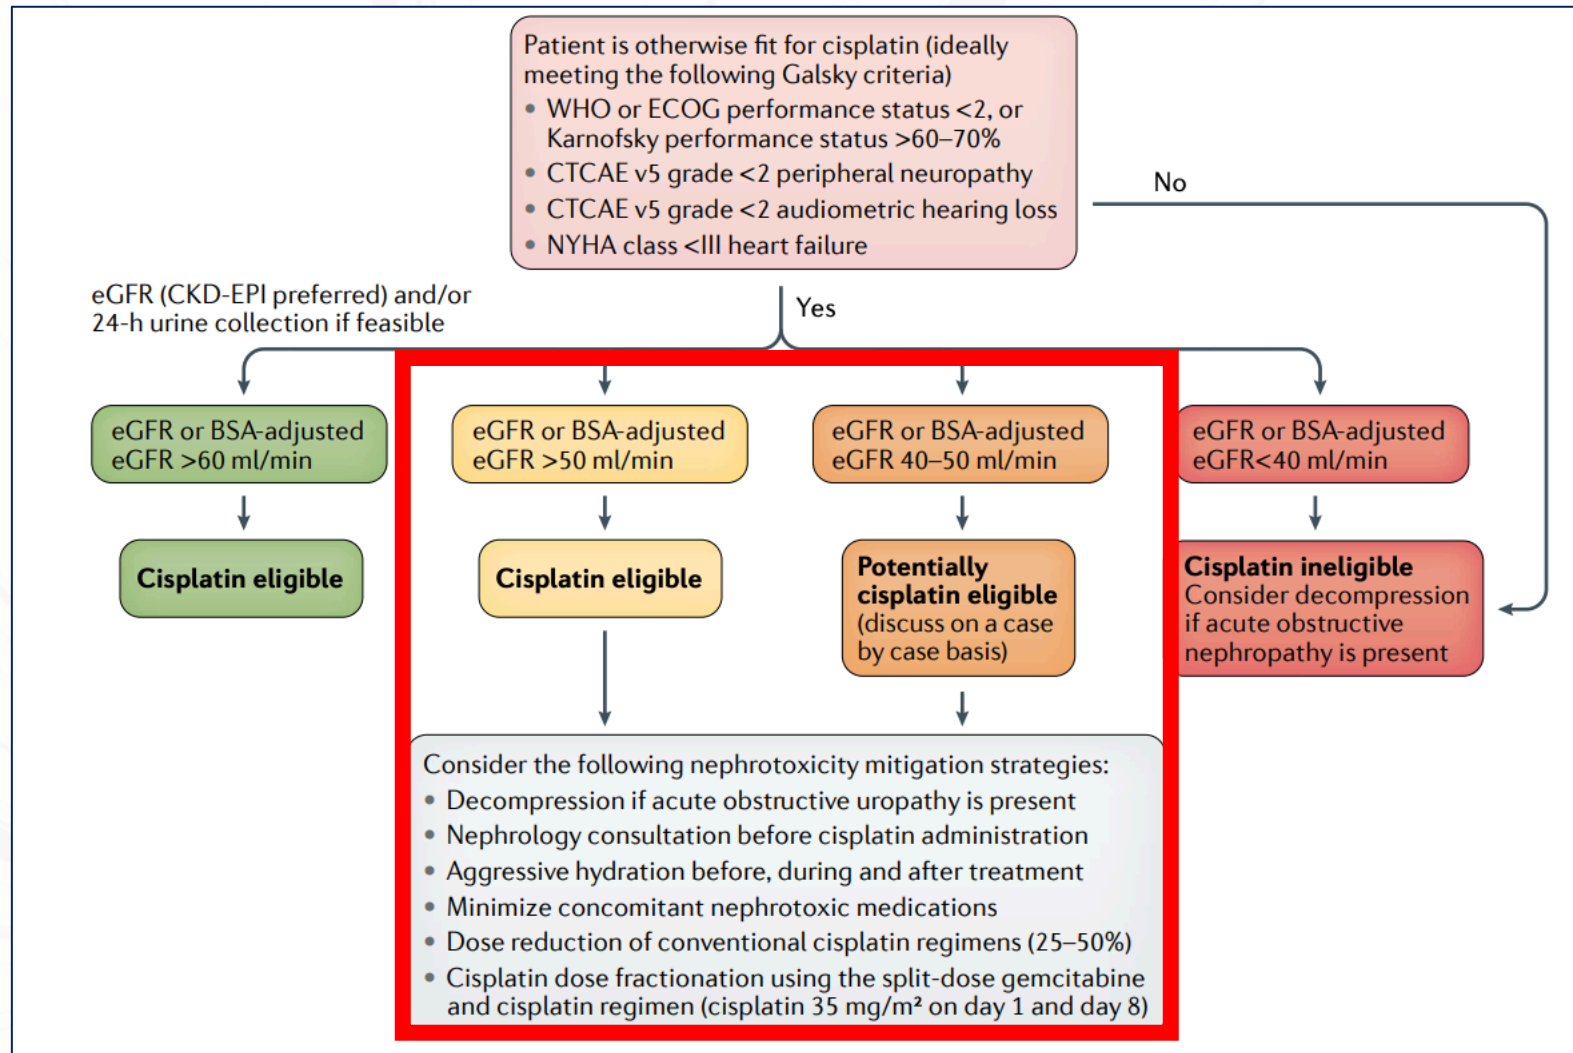 Patient is otherwise fit for cisplatin (ideally
meeting the following Galsky criteria)
• WHO or ECOG performance status <2, or
Karnofsky performance status >60–70%
• CTCAE v5 grade <2 peripheral neuropathy
• CTCAE v5 grade <2 audiometric hearing loss
• NYHA class <III heart failure
No
eGFR (CKD-EPI preferred) and/or
24-h urine collection if feasible
Yes
eGFR or BSA-adjusted
eGFR >60 ml/min
eGFR or BSA-adjusted
eGFR >50 ml/min
eGFR or BSA-adjusted
eGFR 40–50 ml/min
eGFR or BSA-adjusted
eGFR<40 ml/min
Cisplatin eligible
Cisplatin eligible
Potentially
cisplatin eligible
(discuss on a case
by case basis)
Cisplatin ineligible
Consider decompression
if acute obstructive
nephropathy is present
Consider the following nephrotoxicity mitigation strategies:
• Decompression if acute obstructive uropathy is present
• Nephrology consultation before cisplatin administration
• Aggressive hydration before, during and after treatment
• Minimize concomitant nephrotoxic medications
• Dose reduction of conventional cisplatin regimens (25–50%)
• Cisplatin dose fractionation using the split-dose gemcitabine
and cisplatin regimen (cisplatin 35 mg/m² on day 1 and day 8)